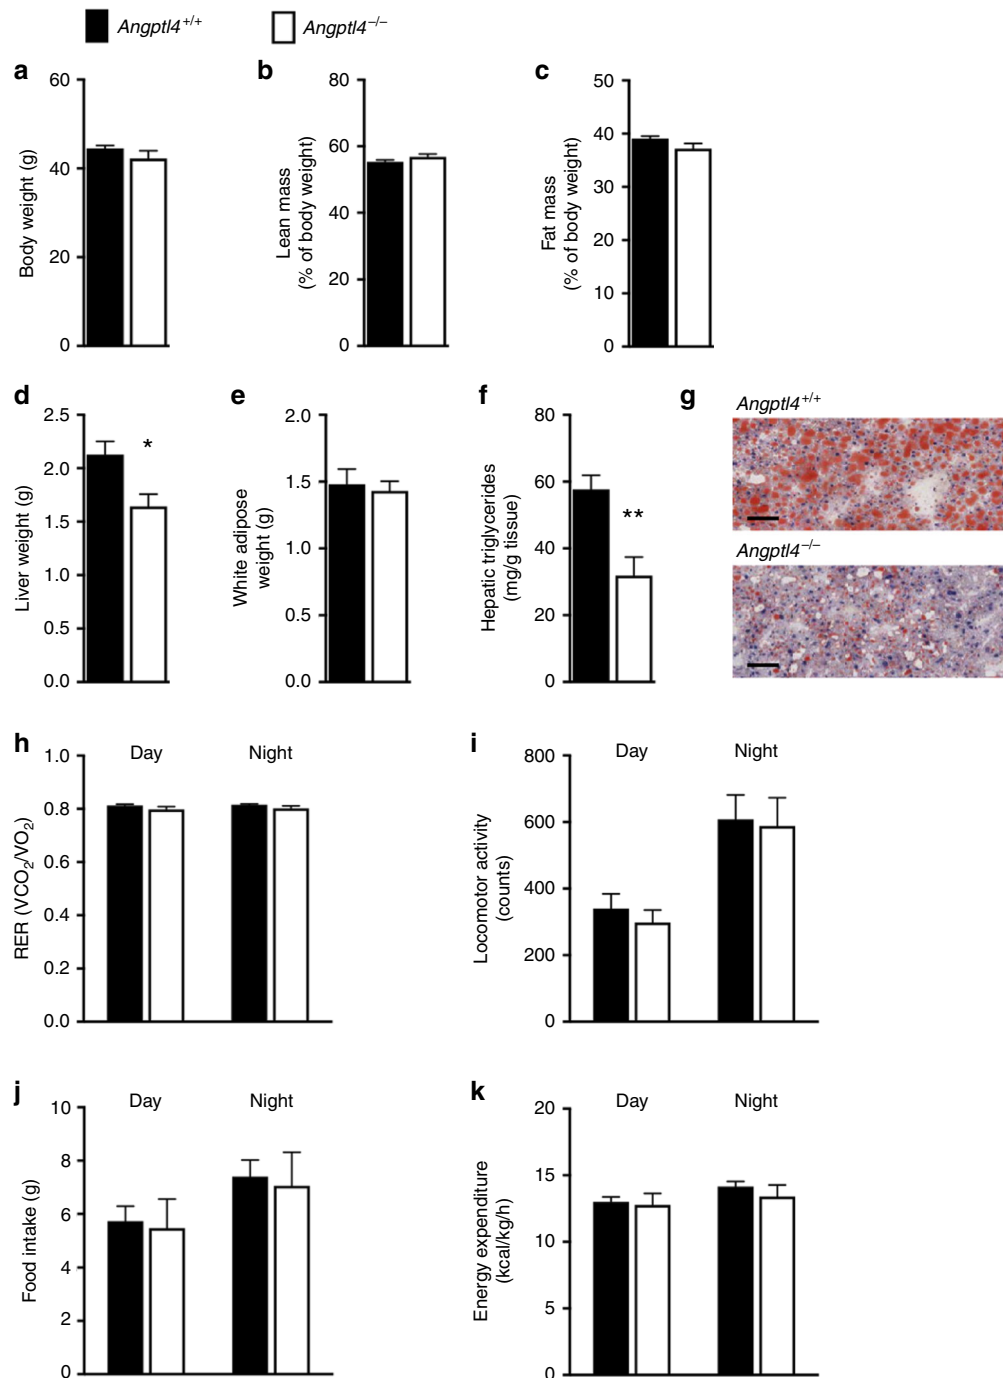 Angptl4+/+ Angptl4–/–
a b c
60
40
20
0
Body weight (g)
80
60
40
20
0
Lean mass
(% of body weight)
50
40
30
20
10
0
Fat mass
(% of body weight)
d e f g
2.5
2.0
1.5
1.0
0.5
0.0
Liver weight (g)
*
2.0
1.5
1.0
0.5
0.0
White adipose
weight (g)
80
60
40
20
0
Hepatic triglycerides
(mg/g tissue)
**
Angptl4+/+
Angptl4–/–
h
1.0
0.8
0.6
0.4
0.2
0.0
RER (VCO2/VO2)
Day Night
i
800
600
400
200
0
Locomotor activity
(counts)
Day Night
j
10
8
6
4
2
0
Food intake (g)
Day Night
k
20
15
10
5
0
Energy expenditure
(kcal/kg/h)
Day Night